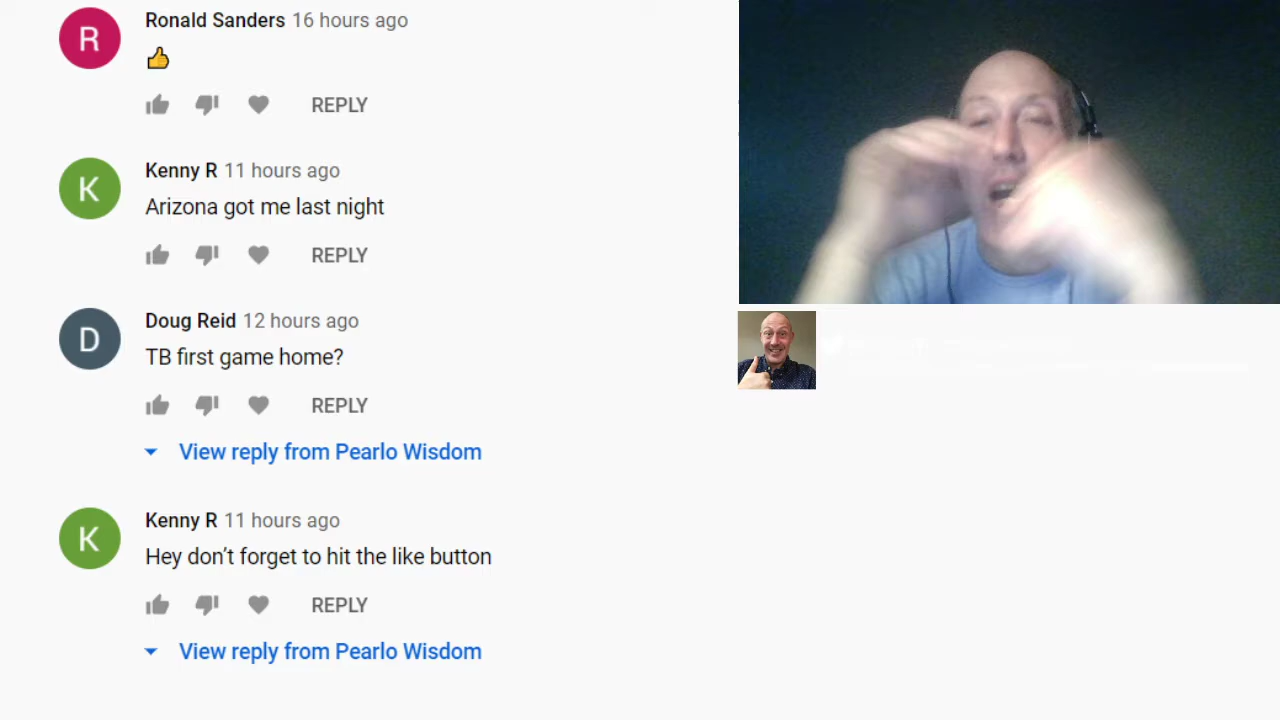 R
Ronald Sanders 16 hours ago
👍
REPLY
K
Kenny R 11 hours ago
Arizona got me last night
REPLY
D
Doug Reid 12 hours ago
TB first game home?
REPLY
View reply from Pearlo Wisdom
K
Kenny R 11 hours ago
Hey don't forget to hit the like button
REPLY
View reply from Pearlo Wisdom